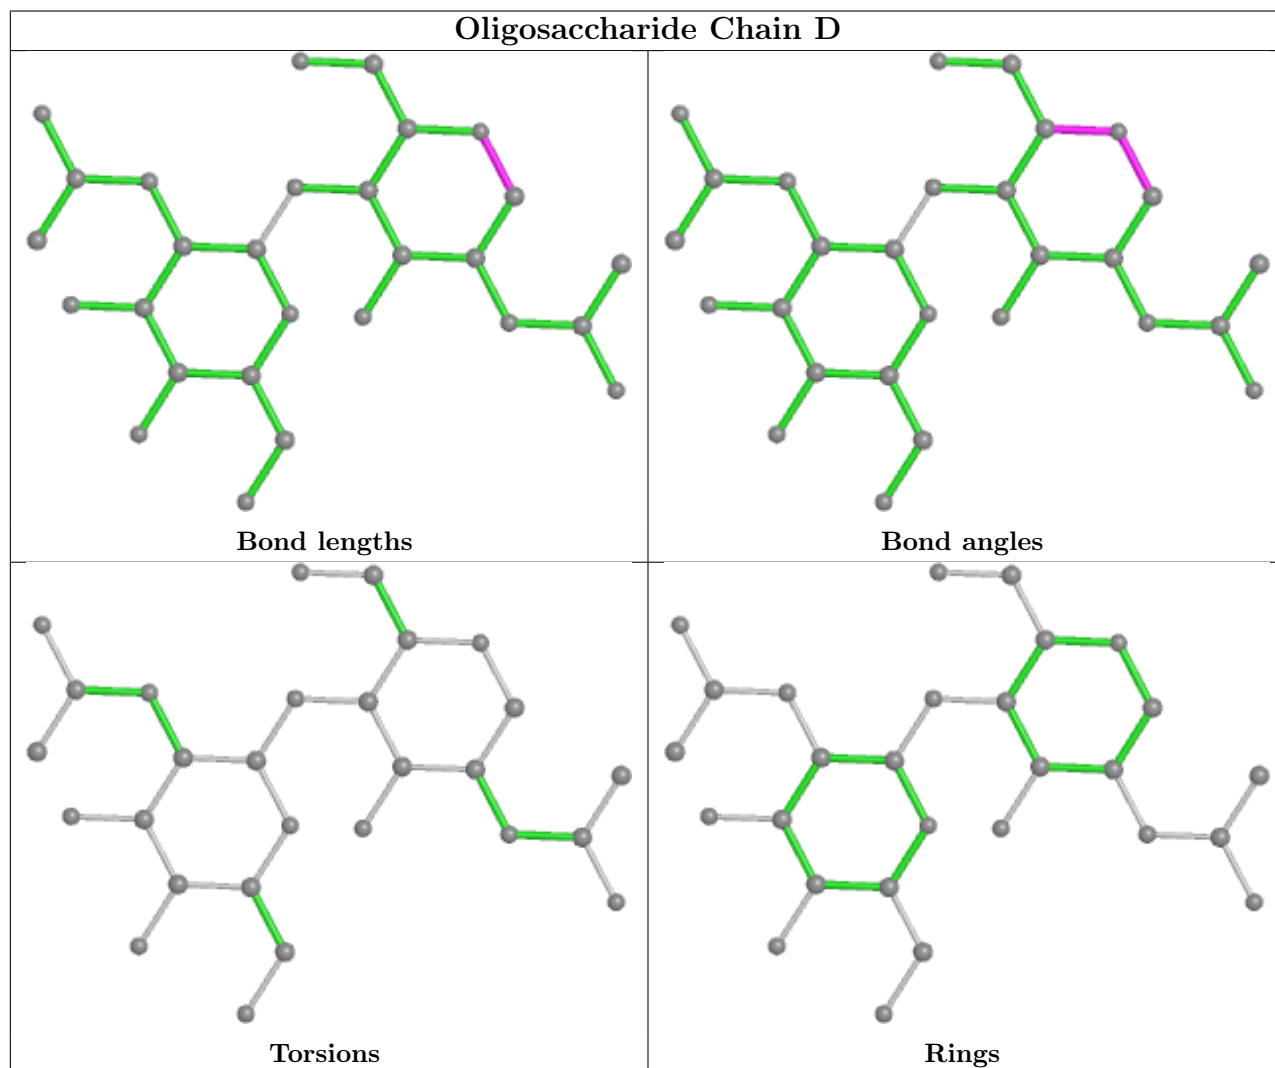 Oligosaccharide Chain D
Bond lengths
Bond angles
Torsions
Rings